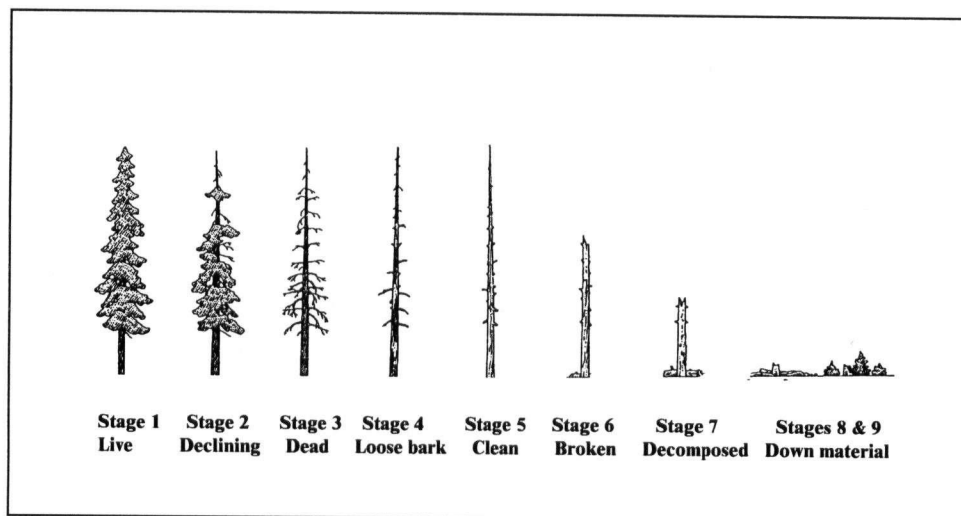 Stage 1 Stage 2 Stage 3 Stage 4 Stage 5 Stage 6 Stage 7 Stages 8 & 9
Live Declining Dead Loose bark Clean Broken Decomposed Down material